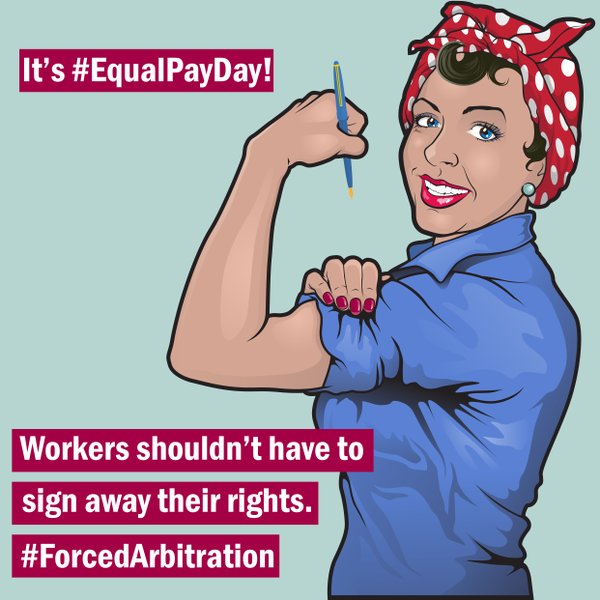 It's #EqualPayDay!
Workers shouldn't have to
sign away their rights.
#ForcedArbitration